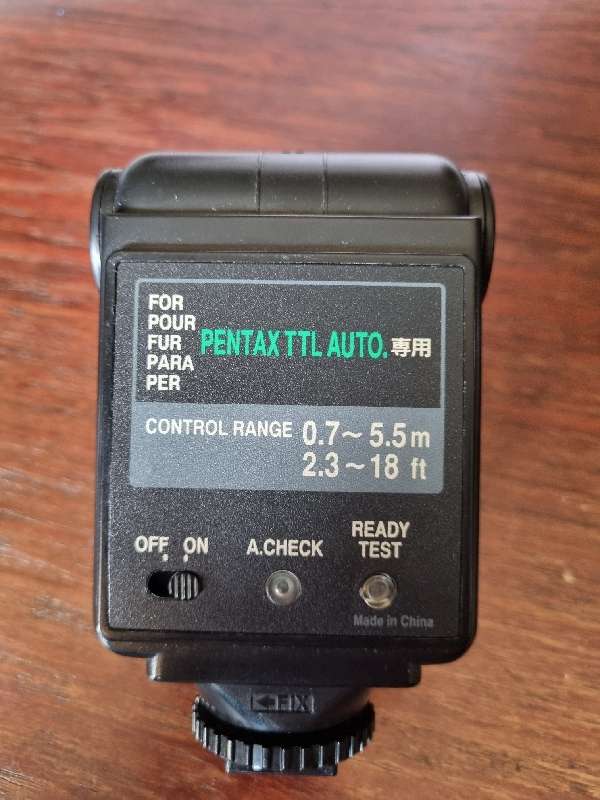 FOR
POUR
FUR PENTAX TTL AUTO. 専用
PARA
PER
CONTROL RANGE 0.7~5.5m
2.3~18 ft
OFF ON A.CHECK READY TEST
Made in China
FIX